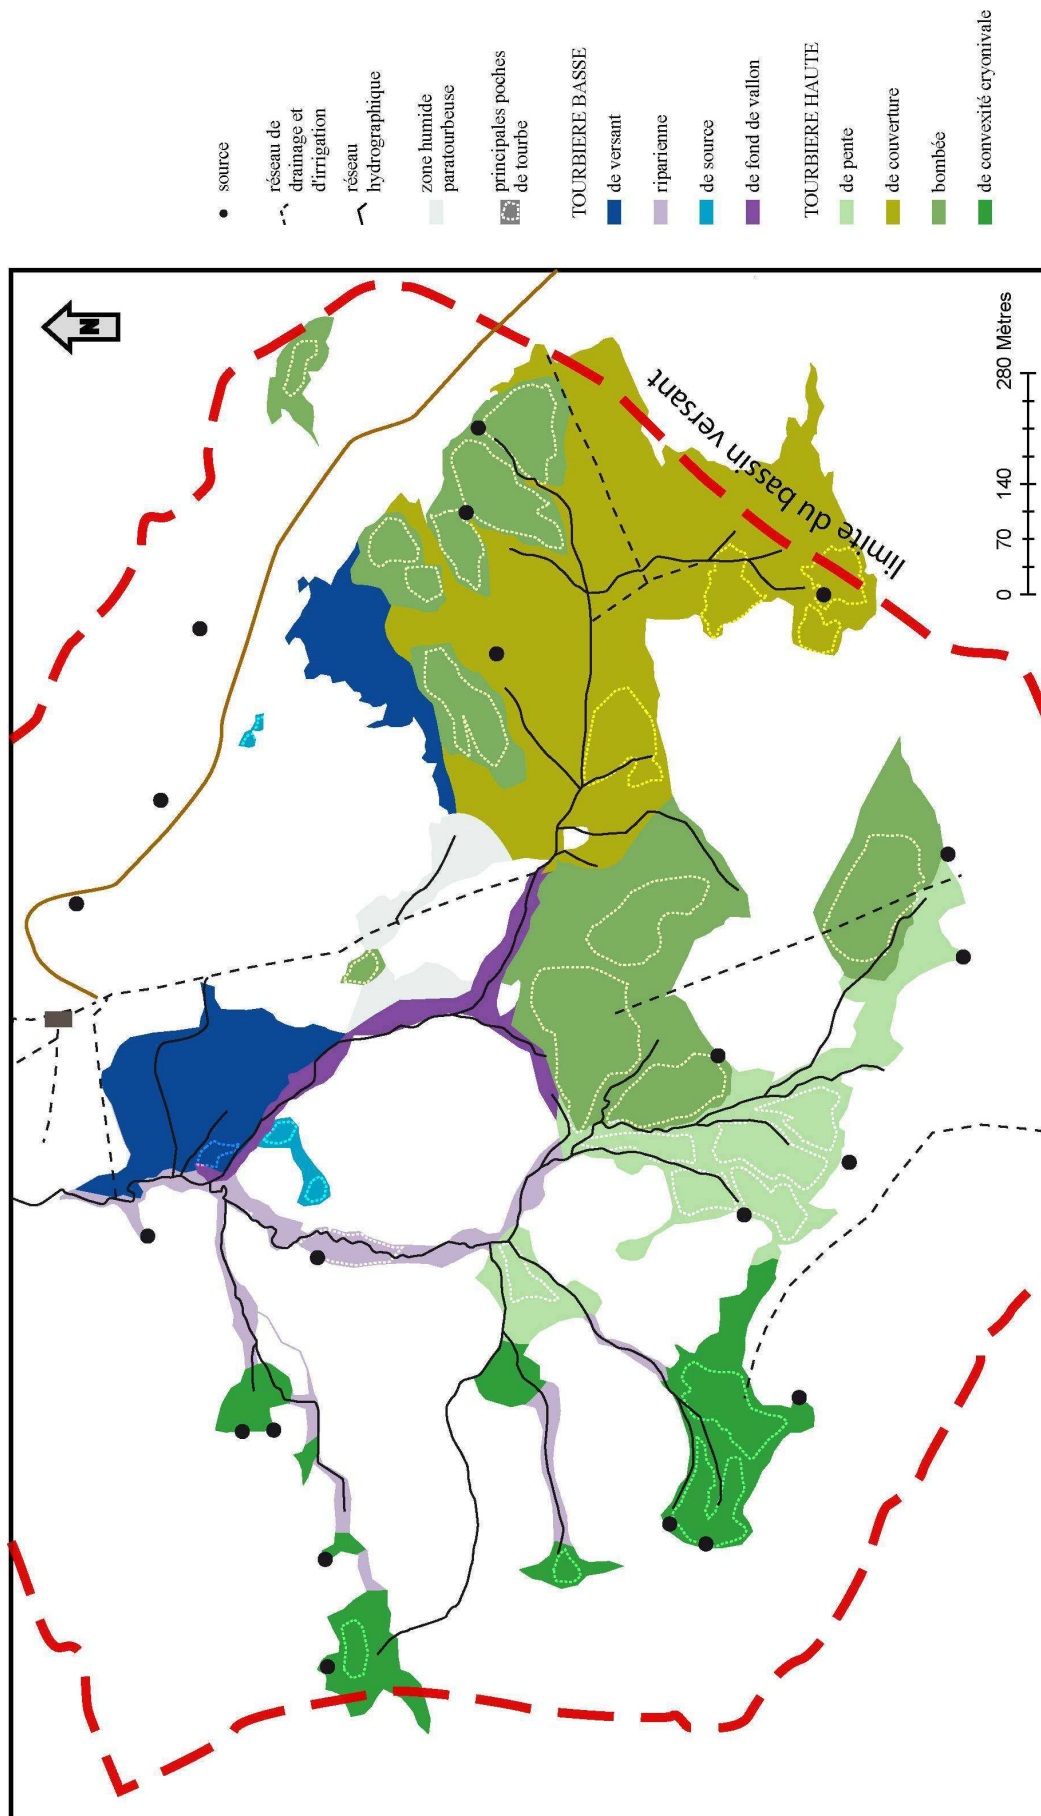 source
réseau de
drainage et
d'irrigation
réseau
hydrographique
zone humide
paratourbeuse
principales poches
de tourbe
TOURBIERE BASSE
de versant
riparienne
de source
de fond de vallon
TOURBIERE HAUTE
de pente
de couverture
bombée
de convexité cryonivale
N
limite du bassin versant
0 70 140 280 Mètres